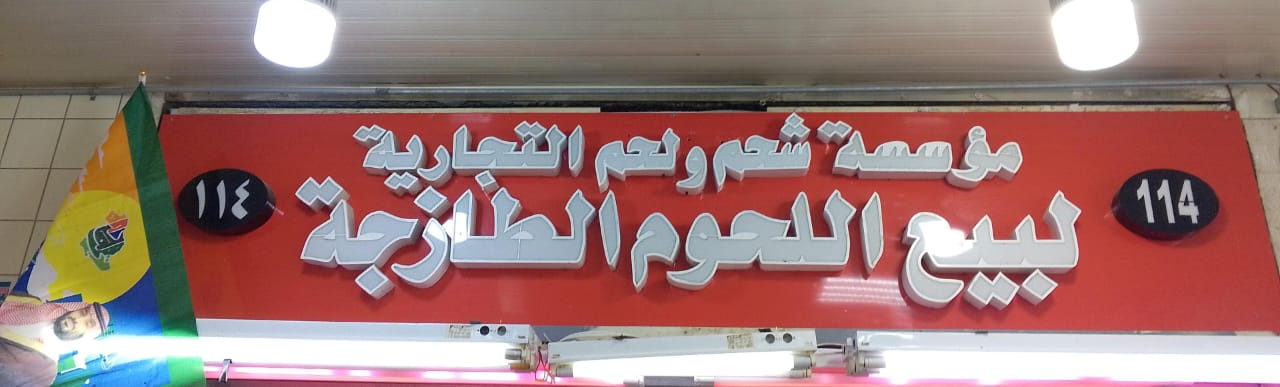 مؤسسة شحم ولحم التجارية
لبيع اللحوم الطازجة
114
١١٤